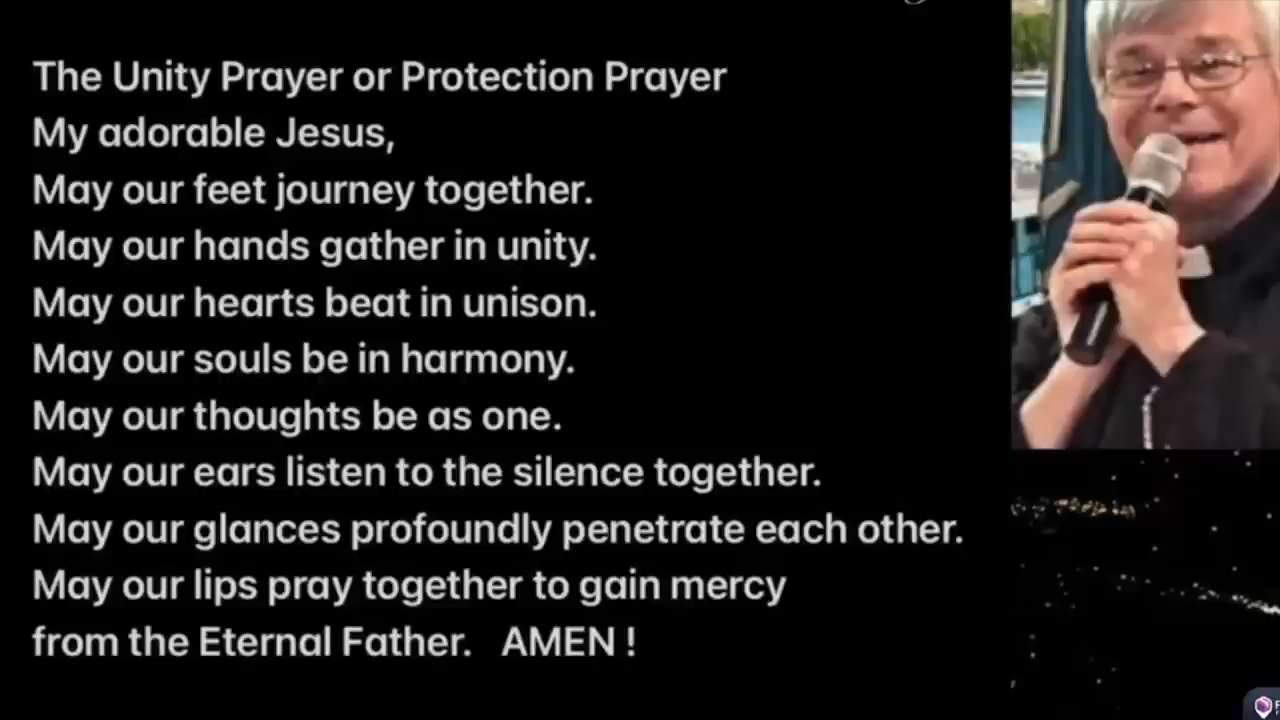 The Unity Prayer or Protection Prayer
My adorable Jesus,
May our feet journey together.
May our hands gather in unity.
May our hearts beat in unison.
May our souls be in harmony.
May our thoughts be as one.
May our ears listen to the silence together.
May our glances profoundly penetrate each other.
May our lips pray together to gain mercy
from the Eternal Father. AMEN !